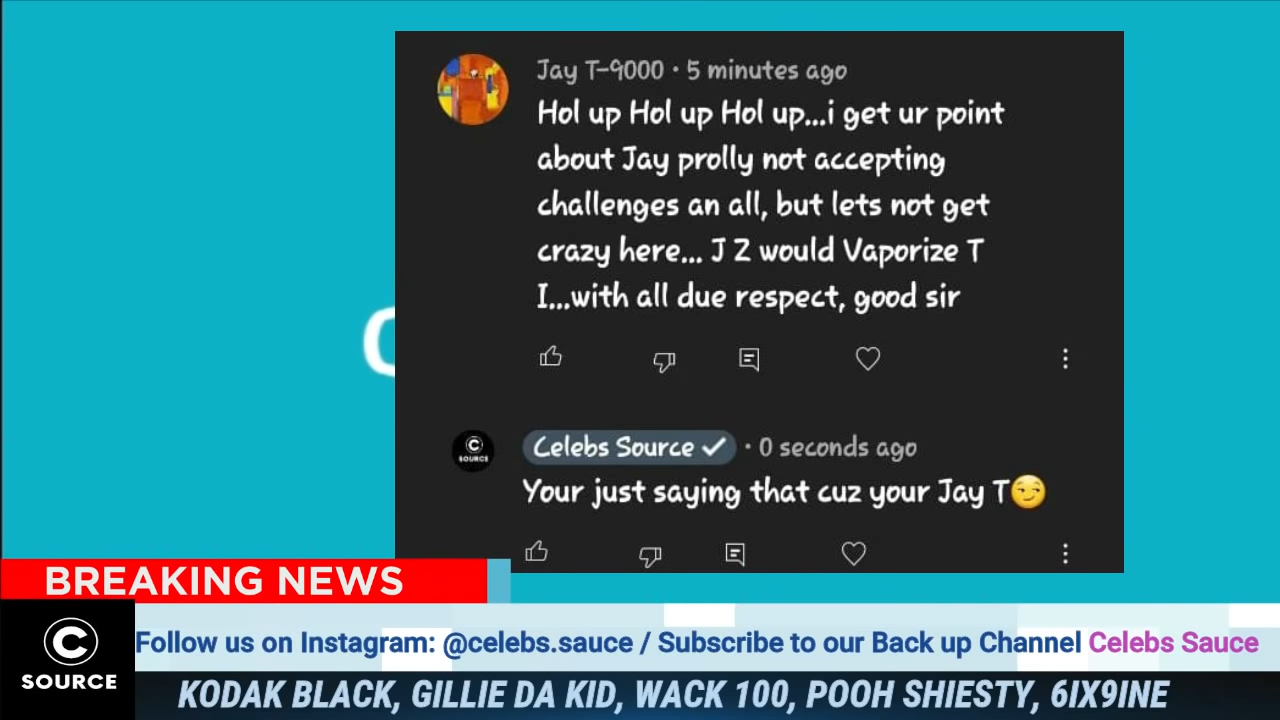 Jay T-9000 · 5 minutes ago
Hol up Hol up Hol up...i get ur point
about Jay prolly not accepting
challenges an all, but lets not get
crazy here... J Z would Vaporize T
I...with all due respect, good sir
C
SOURCE
Celebs Source ✓ · 0 seconds ago
Your just saying that cuz your Jay T😏
BREAKING NEWS
C
SOURCE
Follow us on Instagram: @celebs.sauce / Subscribe to our Back up Channel Celebs Sauce
KODAK BLACK, GILLIE DA KID, WACK 100, POOH SHIESTY, 6IX9INE